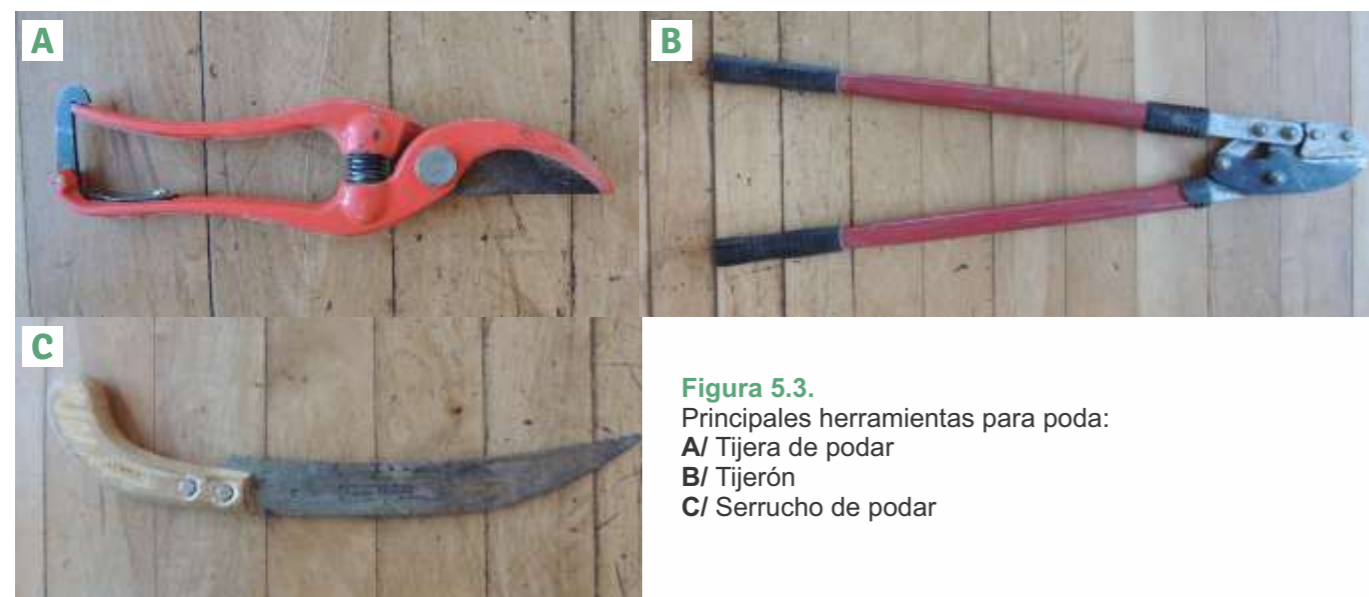 A
B
C
Figura 5.3.
Principales herramientas para poda:
A/ Tijera de podar
B/ Tijerón
C/ Serrucho de podar